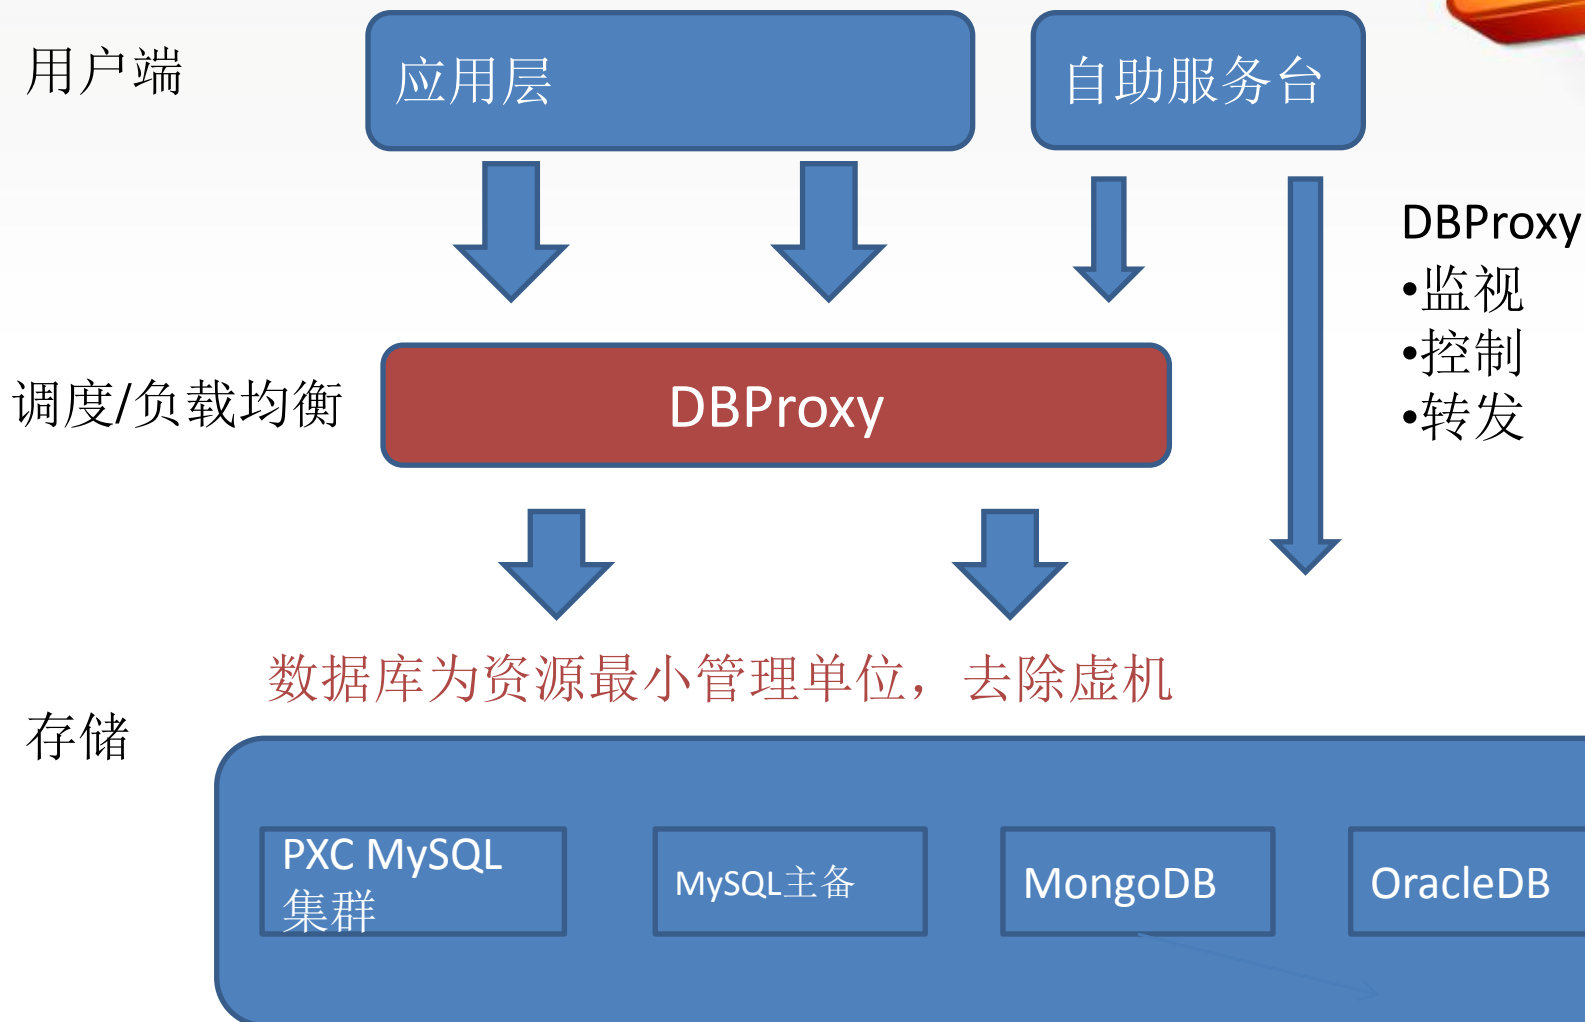 用户端
应用层
自助服务台
DBProxy
•监视
•控制
•转发
调度/负载均衡
DBProxy
数据库为资源最小管理单位，去除虚机
存储
PXC MySQL
集群
MySQL主备
MongoDB
OracleDB